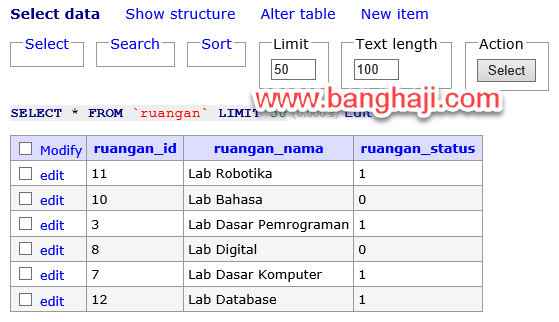 Select data Show structure Alter table New item
Select Search Sort Limit Text length Action
50 100 Select
www.banghaji.com
SELECT * FROM `ruangan` LIMIT 50 (0.000 s) Edit
Modify ruangan_id ruangan_nama ruangan_status
edit 11 Lab Robotika 1
edit 10 Lab Bahasa 0
edit 3 Lab Dasar Pemrograman 1
edit 8 Lab Digital 0
edit 7 Lab Dasar Komputer 1
edit 12 Lab Database 1